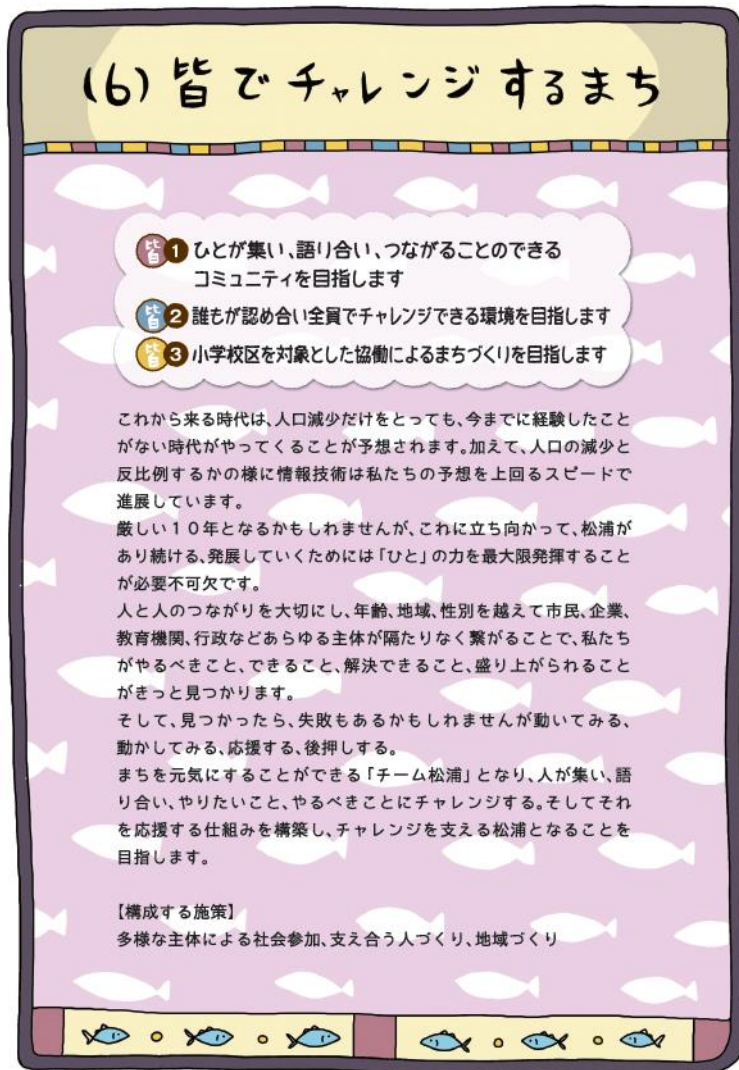 (6)皆でチャレンジするまち
皆 1 ひとが集い、語り合い、つながることのできる
コミュニティを目指します
皆 2 誰もが認め合い全員でチャレンジできる環境を目指します
皆 3 小学校区を対象とした協働によるまちづくりを目指します
これから来る時代は、人口減少だけをとっても、今までに経験したこと
がない時代がやってくることが予想されます。加えて、人口の減少と
反比例するかの様に情報技術は私たちの予想を上回るスピードで
進展しています。
厳しい10年となるかもしれませんが、これに立ち向かって、松浦が
あり続ける、発展していくためには「ひと」の力を最大限発揮すること
が必要不可欠です。
人と人のつながりを大切にし、年齢、地域、性別を越えて市民、企業、
教育機関、行政などあらゆる主体が隔たりなく繋がることで、私たち
がやるべきこと、できること、解決できること、盛り上がられること
がきっと見つかります。
そして、見つかったら、失敗もあるかもしれませんが動いてみる、
動かしてみる、応援する、後押しする。
まちを元気にすることができる「チーム松浦」となり、人が集い、語
り合い、やりたいこと、やるべきことにチャレンジする。そしてそれ
を応援する仕組みを構築し、チャレンジを支える松浦となることを
目指します。
【構成する施策】
多様な主体による社会参加、支え合う人づくり、地域づくり